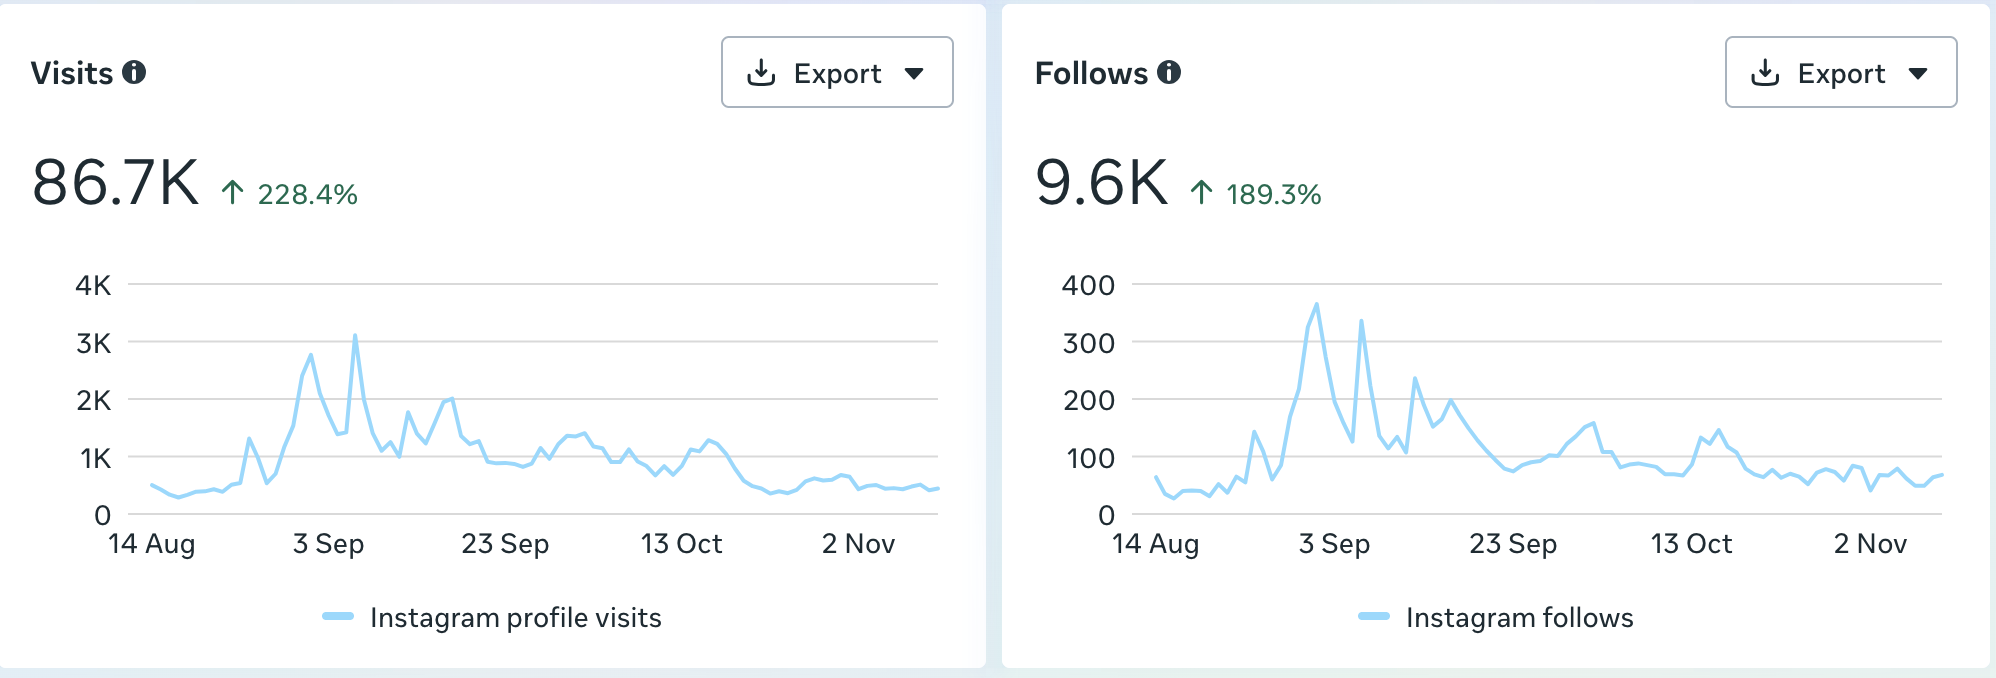 Visits
Export
86.7K
228.4%
4K
3K
2K
1K
0
14 Aug 3 Sep 23 Sep 13 Oct 2 Nov
Instagram profile visits
Follows
Export
9.6K
189.3%
400
300
200
100
0
14 Aug 3 Sep 23 Sep 13 Oct 2 Nov
Instagram follows